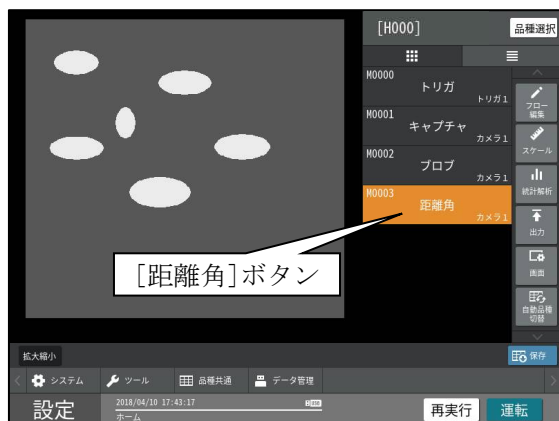 [H000]
品種選択
M0000
トリガ
トリガ1
M0001
キャプチャ
カメラ1
M0002
ブロブ
カメラ1
M0003
距離角
カメラ1
フロー
編集
スケール
統計解析
出力
画面
自動品種
切替
[距離角]ボタン
拡大縮小
保存
システム
ツール
品種共通
データ管理
設定
2018/04/10 17:43:17
ホーム
再実行
運転